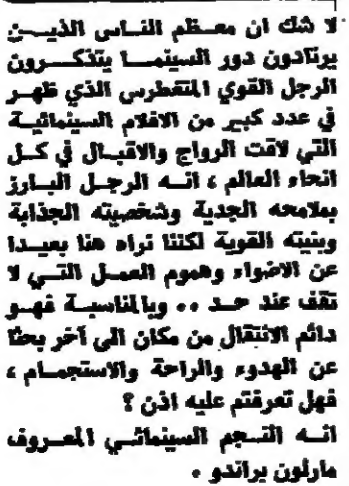 لا شك ان معظم الناس الذين
يرتادون دور السينما يتذكرون
الرجل القوي المتغطرس الذي ظهر
في عدد كبير من الافلام السينمائية
التي لاقت الرواج والاقبال في كل
انحاء العالم ، انه الرجل البارز
بملامحه الجدية وشخصيته الجذابة
وبنيته القوية لكننا نراه هنا بعيدا
عن الاضواء وهموم العمل التي لا
تقف عند حد .. وبالمناسبة فهو
دائم الانتقال من مكان الى آخر بحثا
عن الهدوء والراحة والاستجمام ،
فهل تعرفتم عليه اذن ؟
انه النجم السينمائي المعروف
مارلون براندو .